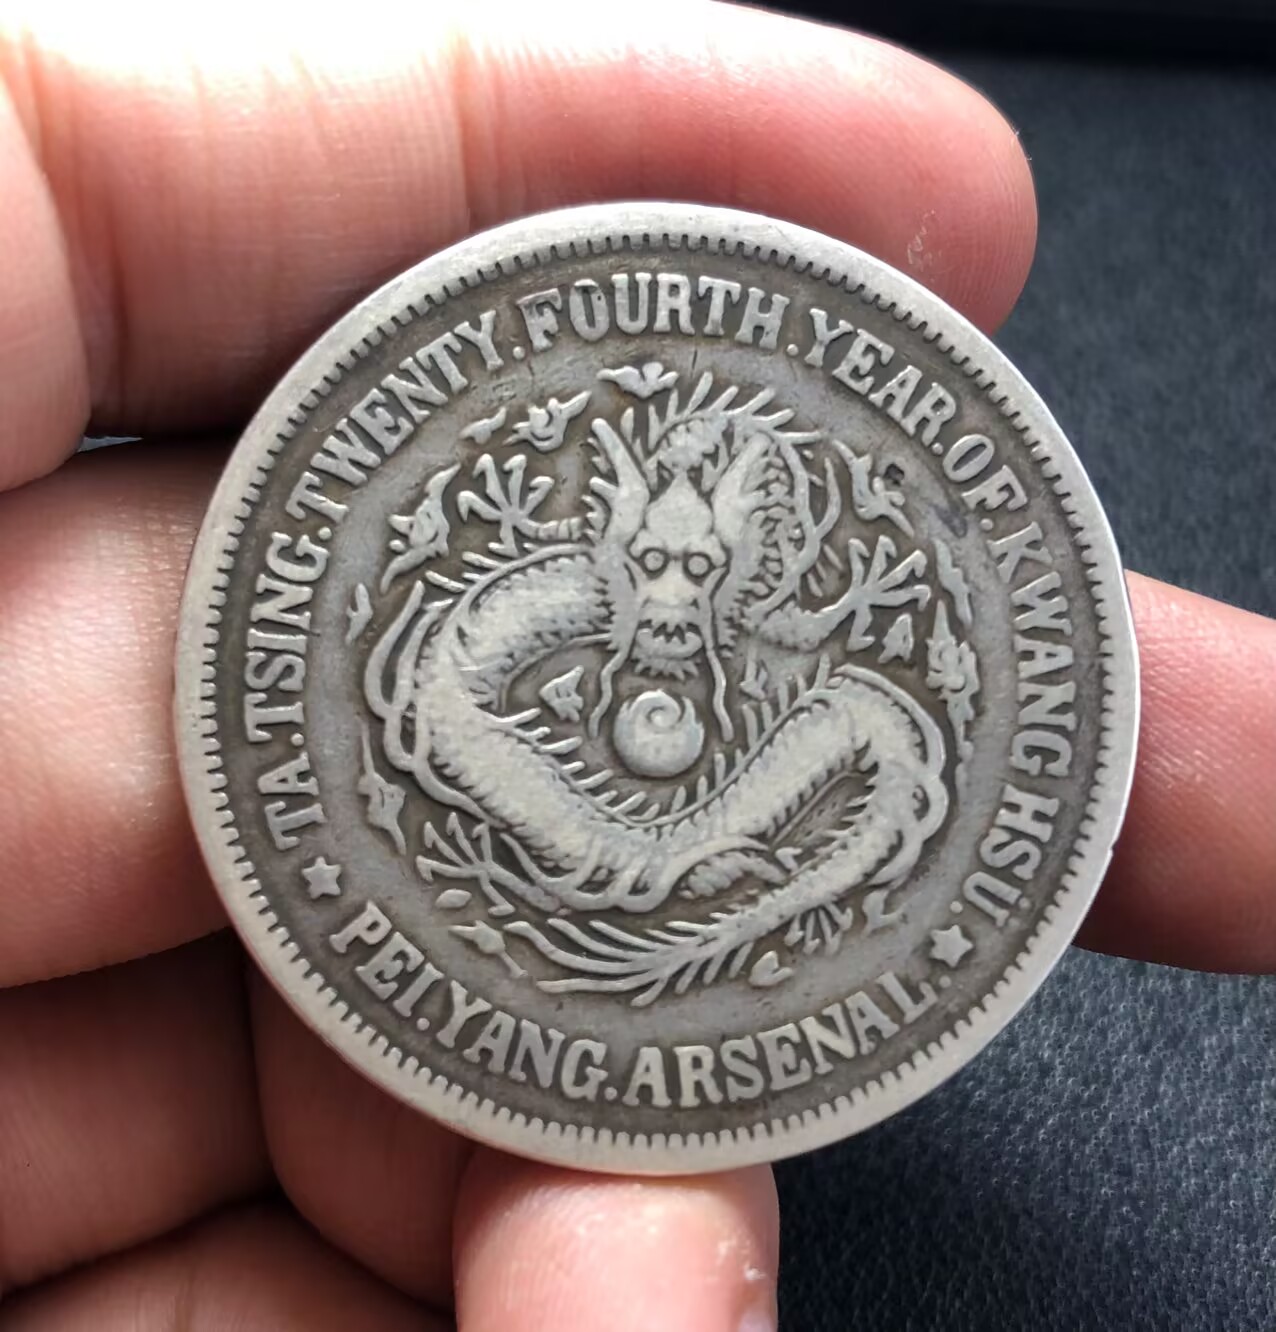 TA.TSING.TWENTY.FOURTH.YEAR.OF.KWANG HSÜ.
PEI.YANG.ARSENAL.